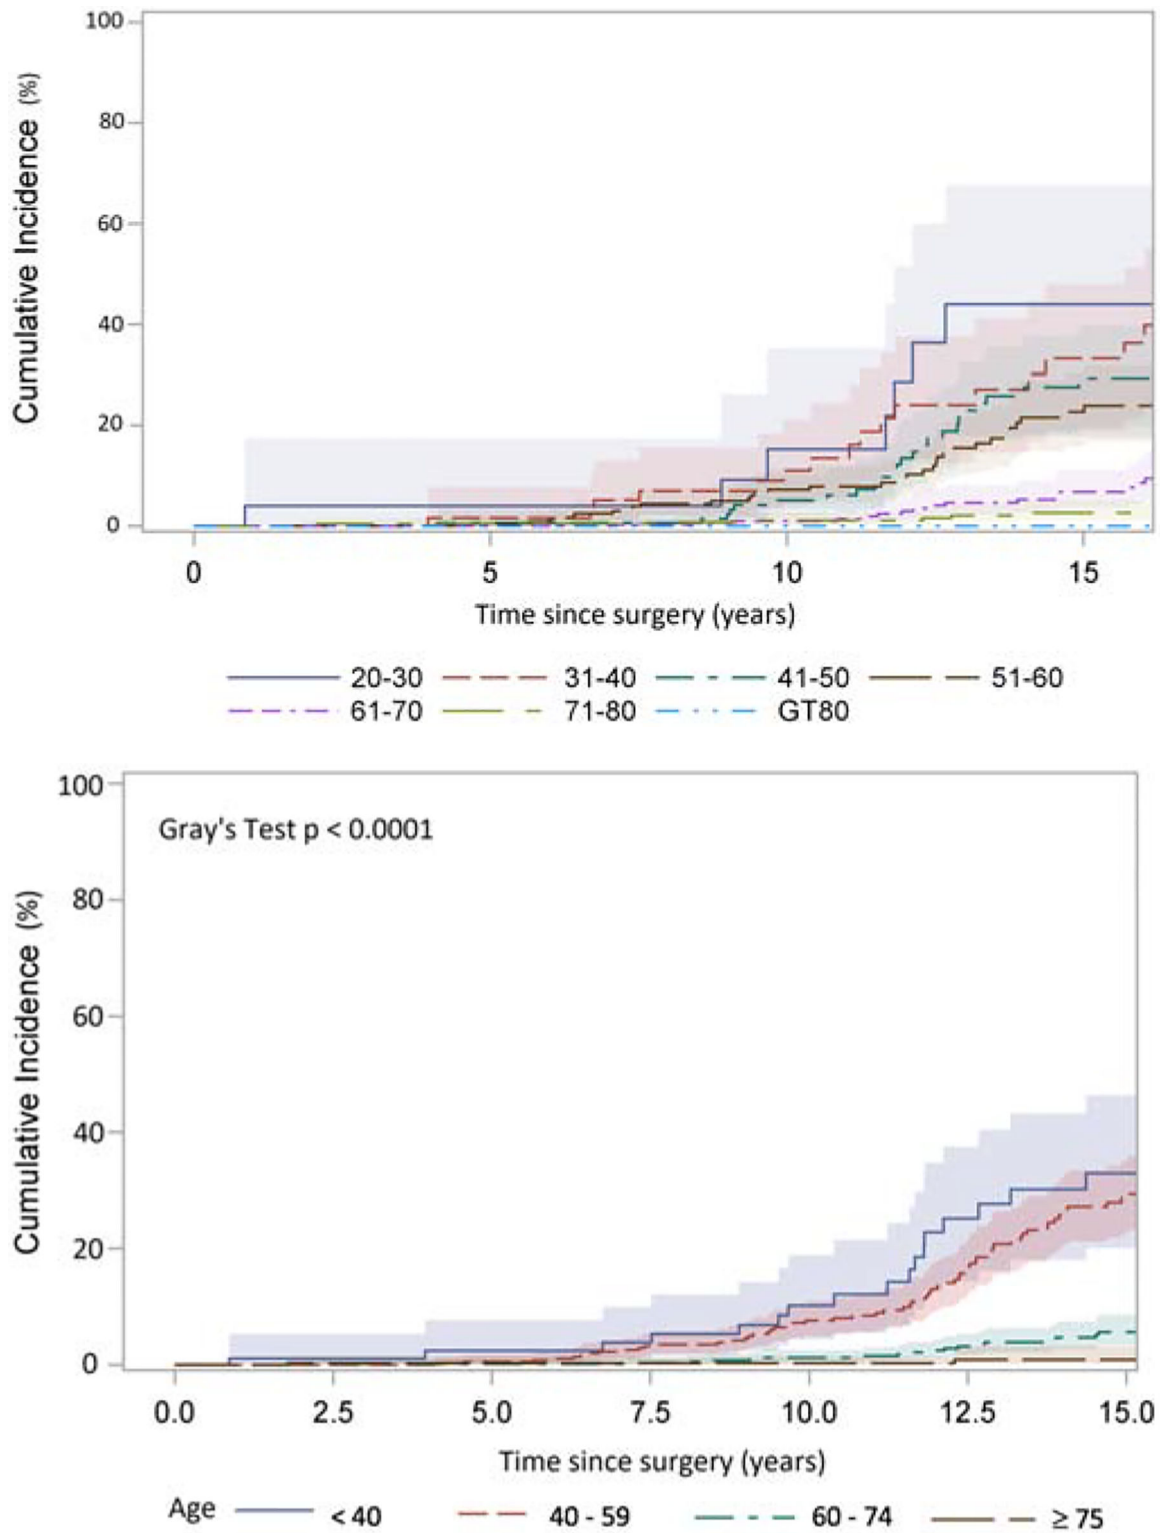 100
80
60
40
20
0
Cumulative Incidence (%)
0 5 10 15
Time since surgery (years)
20-30 31-40 41-50 51-60
61-70 71-80 GT80
100
Gray's Test p < 0.0001
80
60
40
20
0
Cumulative Incidence (%)
0.0 2.5 5.0 7.5 10.0 12.5 15.0
Time since surgery (years)
Age < 40 40 - 59 60 - 74 ≥ 75